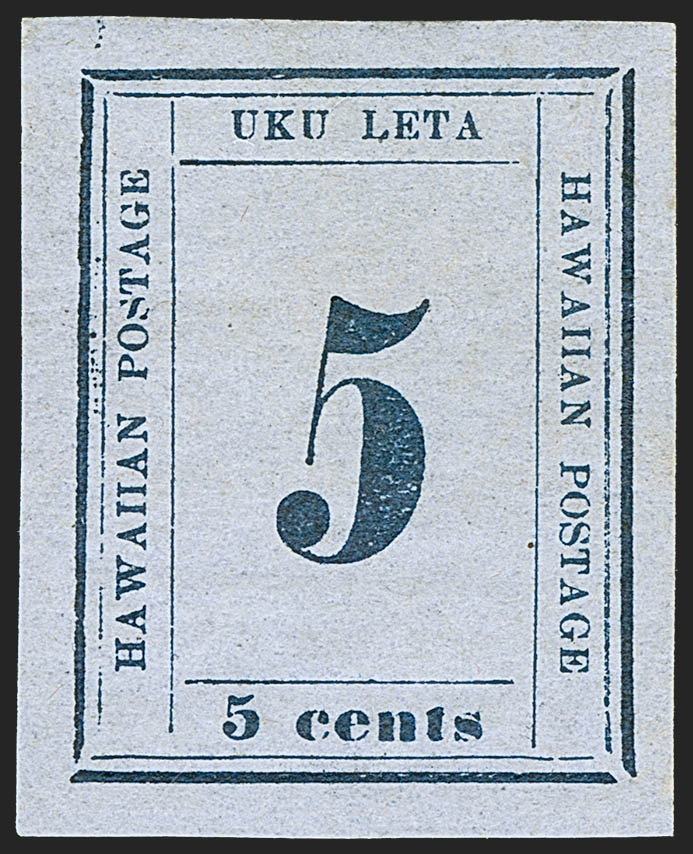 UKU LETA
HAWAIIAN POSTAGE
5
HAWAIIAN POSTAGE
5 cents